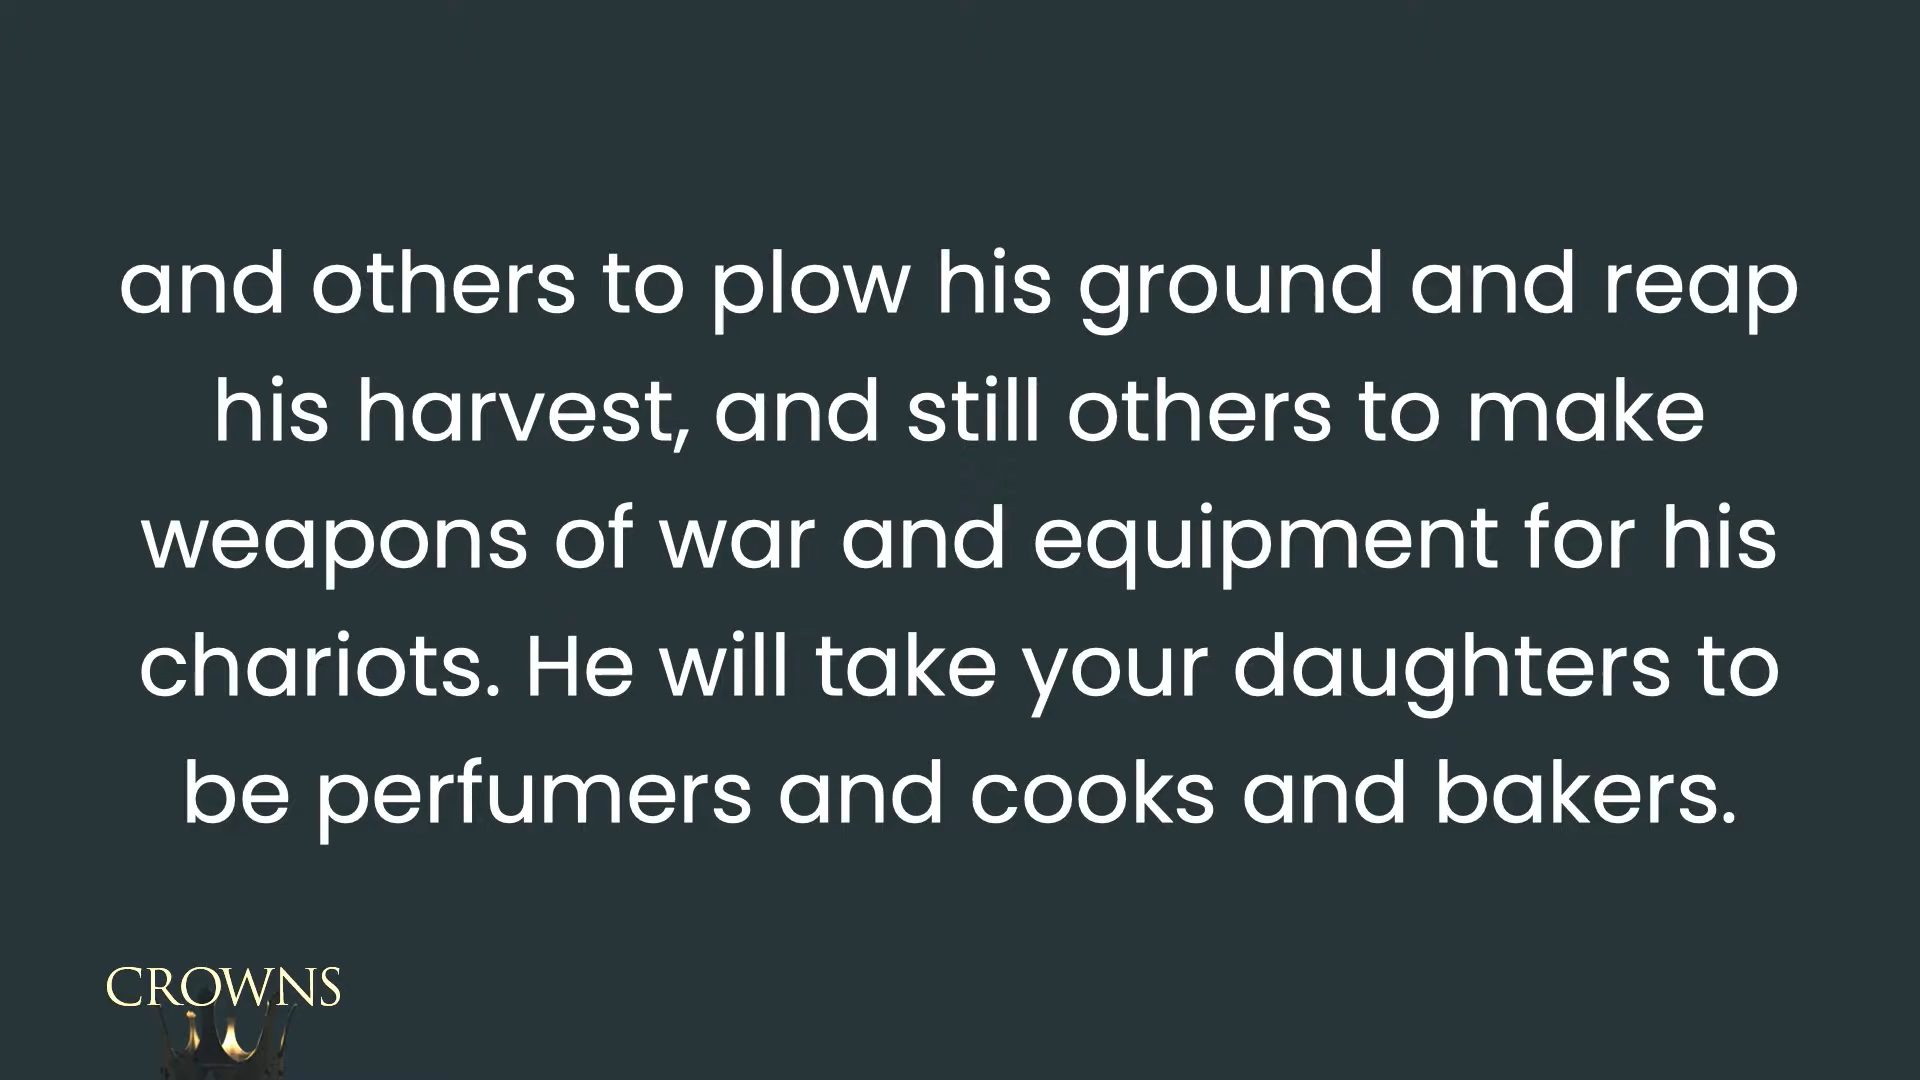 and others to plow his ground and reap
his harvest, and still others to make
weapons of war and equipment for his
chariots. He will take your daughters to
be perfumers and cooks and bakers.
CROWNS